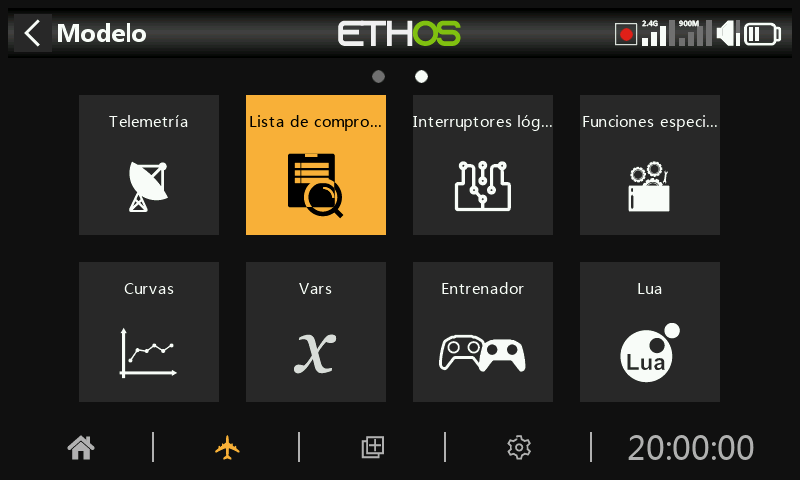 Modelo
ETHOS
2.4G
900M
Telemetría
Lista de compro...
Interruptores lóg...
Funciones especi...
Curvas
Vars
Entrenador
Lua
x
Lua
20:00:00